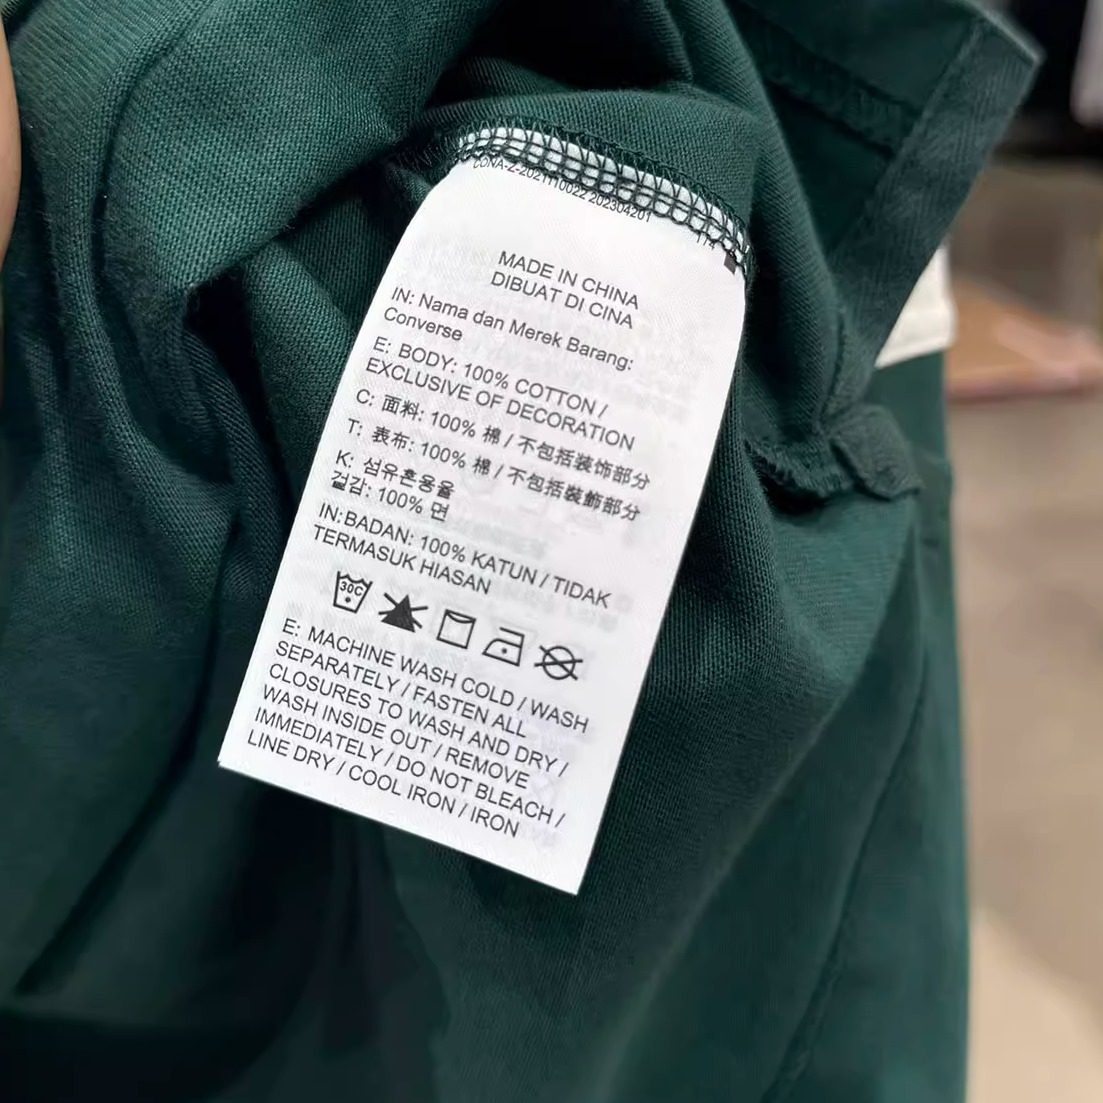 CONA-Z-202111002Z 202304201
114
MADE IN CHINA
DIBUAT DI CINA
IN: Nama dan Merek Barang:
Converse
E: BODY: 100% COTTON /
EXCLUSIVE OF DECORATION
C: 面料: 100% 棉 / 不包括装饰部分
T: 表布: 100% 棉 / 不包括裝飾部分
K: 섬유혼용율
겉감: 100% 면
IN: BADAN: 100% KATUN / TIDAK
TERMASUK HIASAN
30C
E: MACHINE WASH COLD / WASH
SEPARATELY / FASTEN ALL
CLOSURES TO WASH AND DRY /
WASH INSIDE OUT / REMOVE
IMMEDIATELY / DO NOT BLEACH /
LINE DRY / COOL IRON / IRON